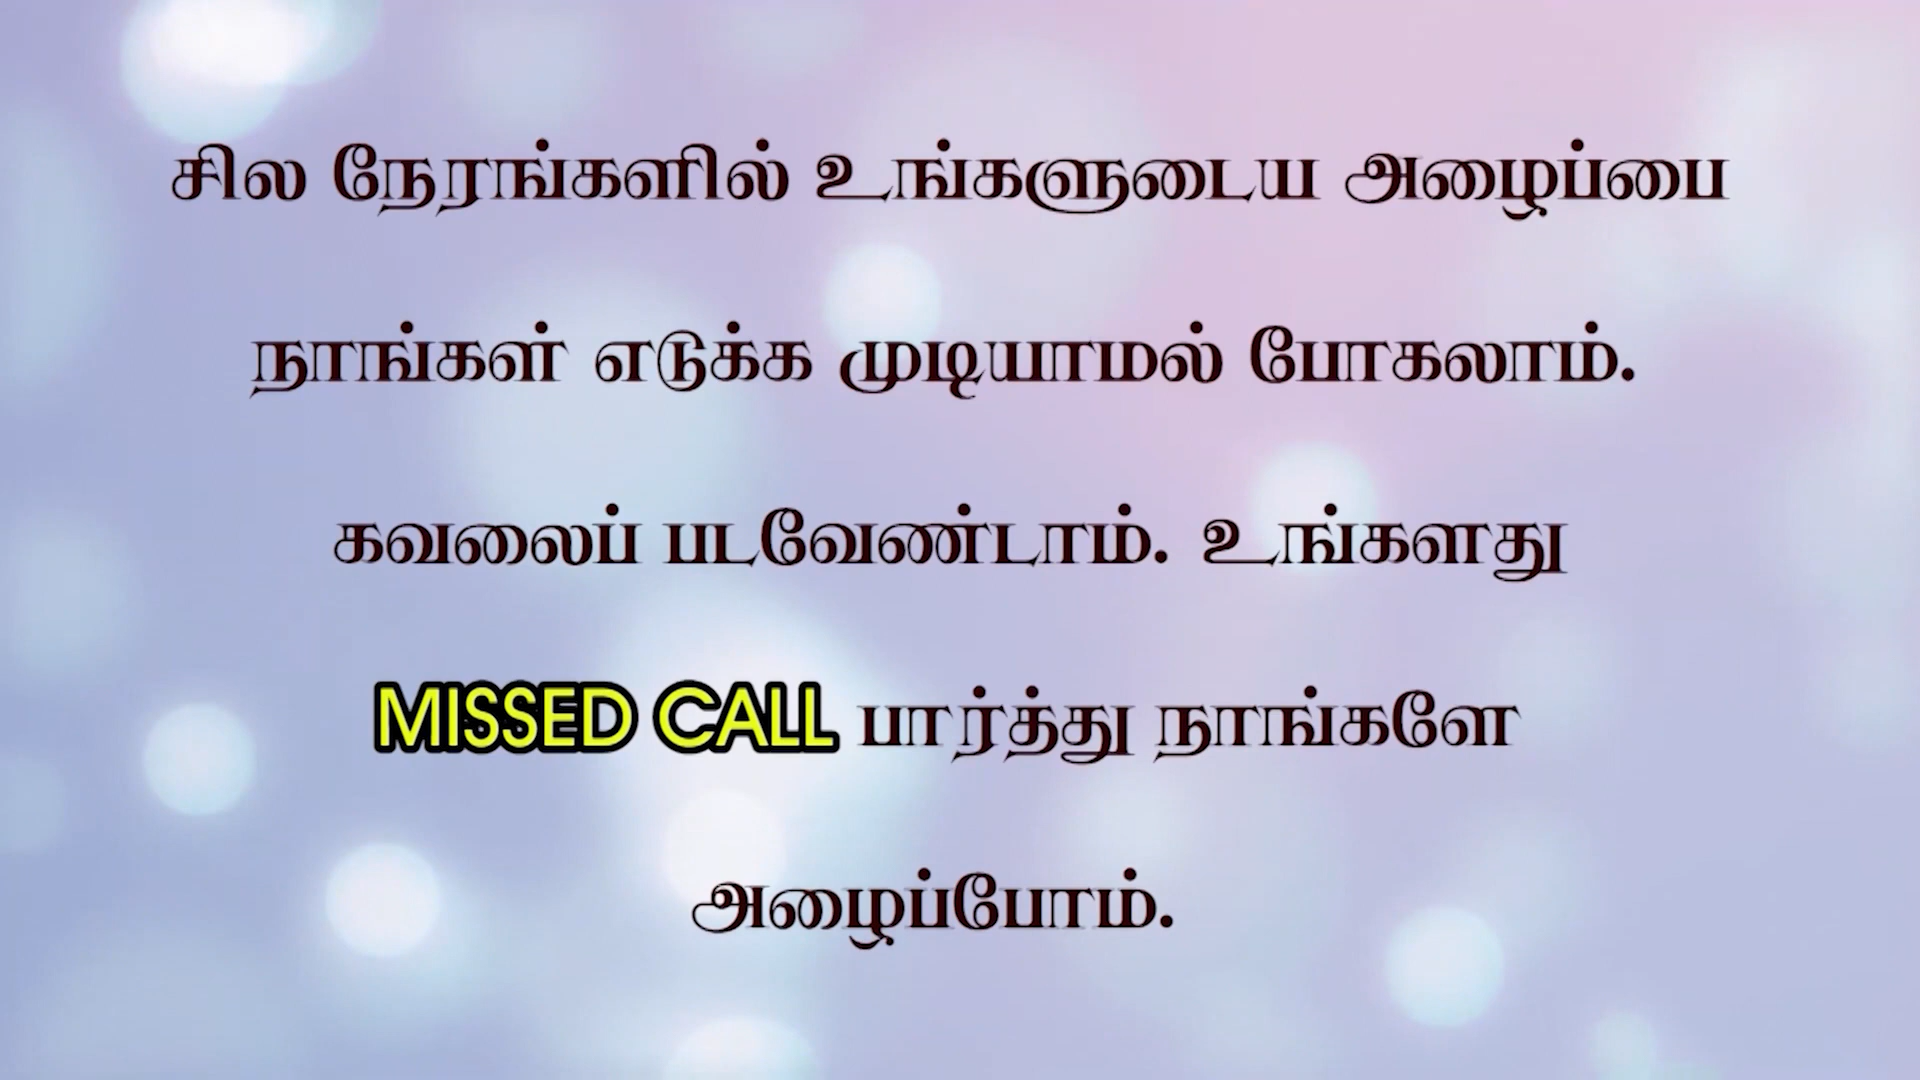 சில நேரங்களில் உங்களுடைய அழைப்பை
நாங்கள் எடுக்க முடியாமல் போகலாம்.
கவலைப் படவேண்டாம். உங்களது
MISSED CALL பார்த்து நாங்களே
அழைப்போம்.